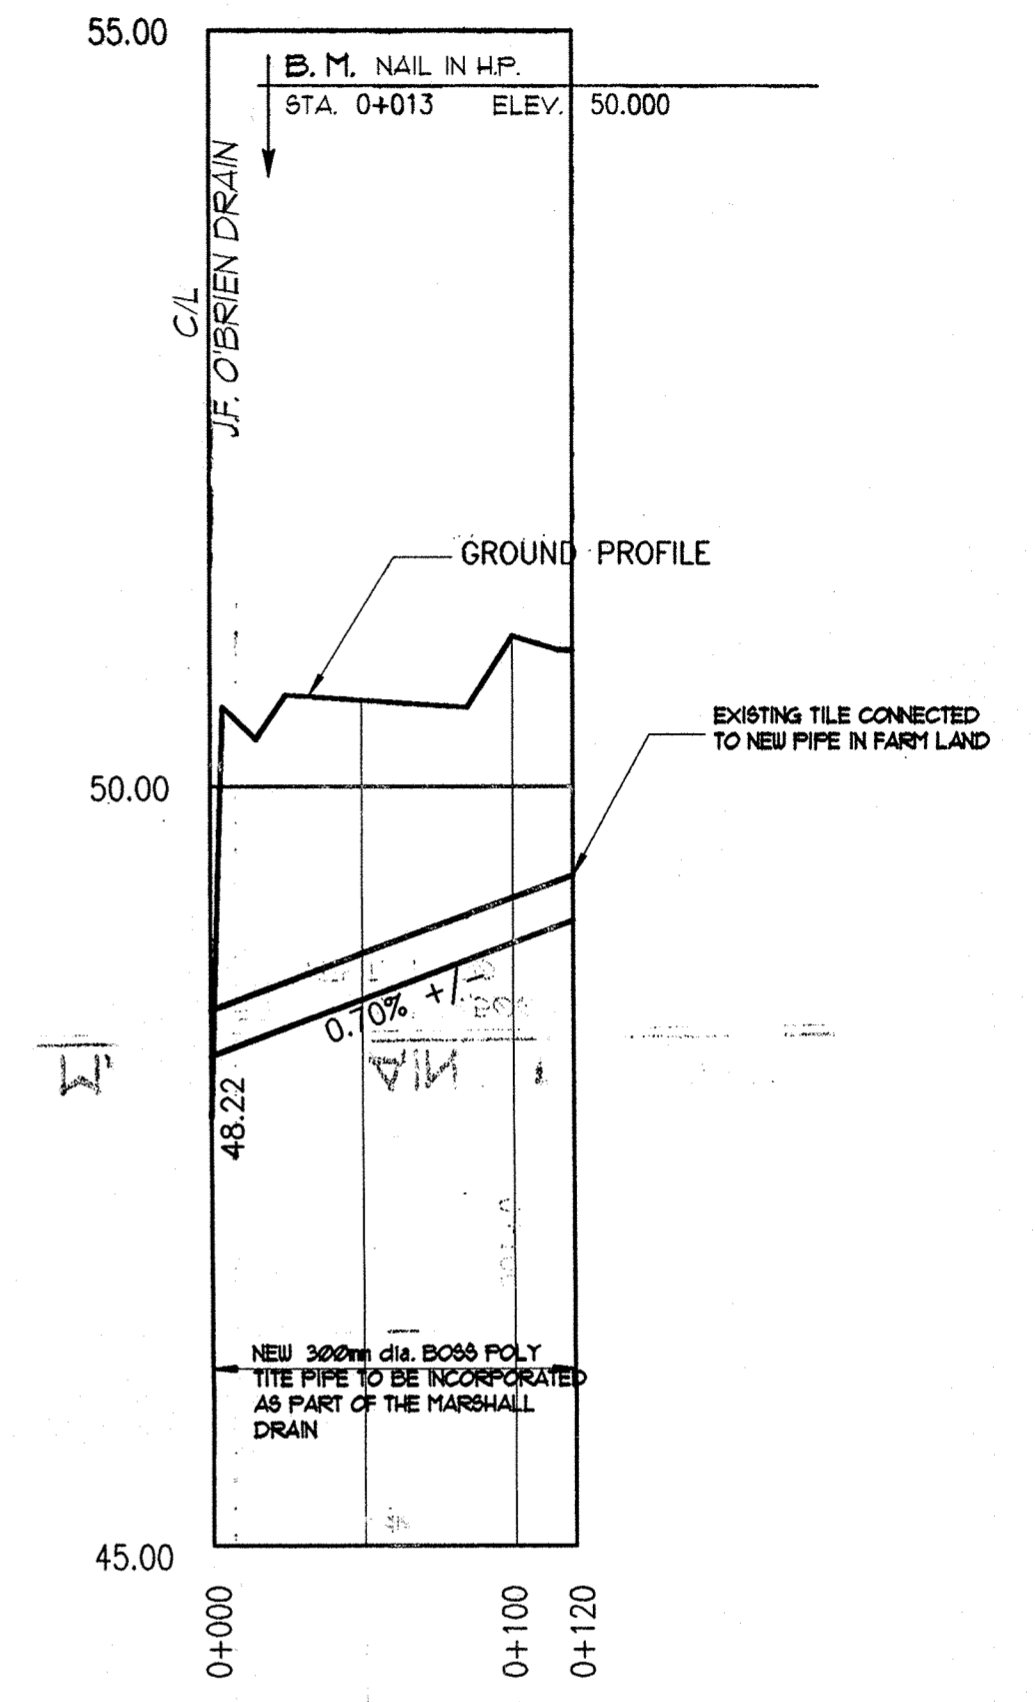 55.00
B.M. NAIL IN H.P.
STA. 0+013 ELEV. 50.000
C/L
J.F. O'BRIEN DRAIN
GROUND PROFILE
EXISTING TILE CONNECTED
TO NEW PIPE IN FARM LAND
50.00
0.70% +/-
48.22
NEW 300mm dia. BOSS POLY
TITE PIPE TO BE INCORPORATED
AS PART OF THE MARSHALL
DRAIN
45.00
0+000
0+100
0+120